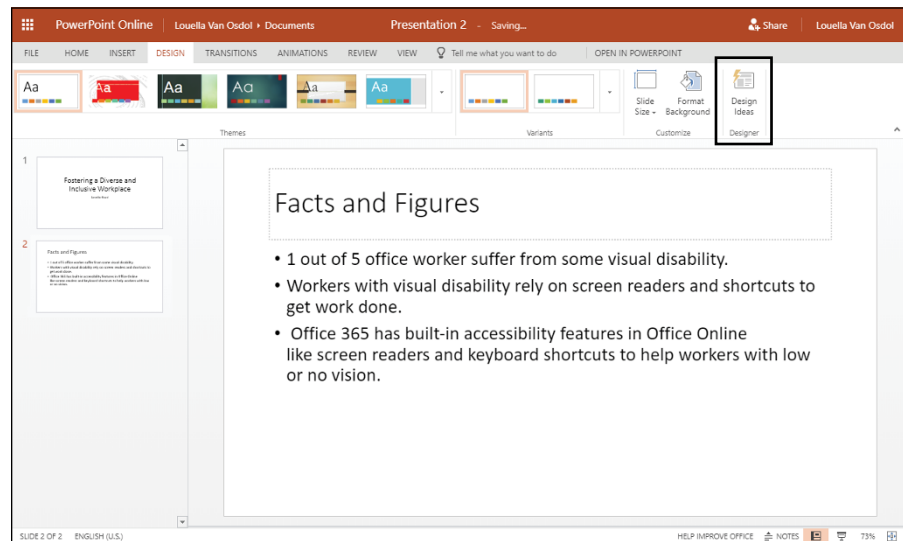 PowerPoint Online Louella Van Osdol Documents Presentation 2 - Saving... Share Louella Van Osdol
FILE HOME INSERT DESIGN TRANSITIONS ANIMATIONS REVIEW VIEW Tell me what you want to do OPEN IN POWERPOINT
Aa Aa Aa Aa Aa Aa
Slide Size Format Background Design Ideas
Themes Variants Customize Designer
1
Fostering a Diverse and
Inclusive Workplace
2
Facts and Figures
Facts and Figures
• 1 out of 5 office worker suffer from some visual disability.
• Workers with visual disability rely on screen readers and shortcuts to
get work done.
• Office 365 has built-in accessibility features in Office Online
like screen readers and keyboard shortcuts to help workers with low
or no vision.
SLIDE 2 OF 2 ENGLISH (U.S.) HELP IMPROVE OFFICE NOTES 73%